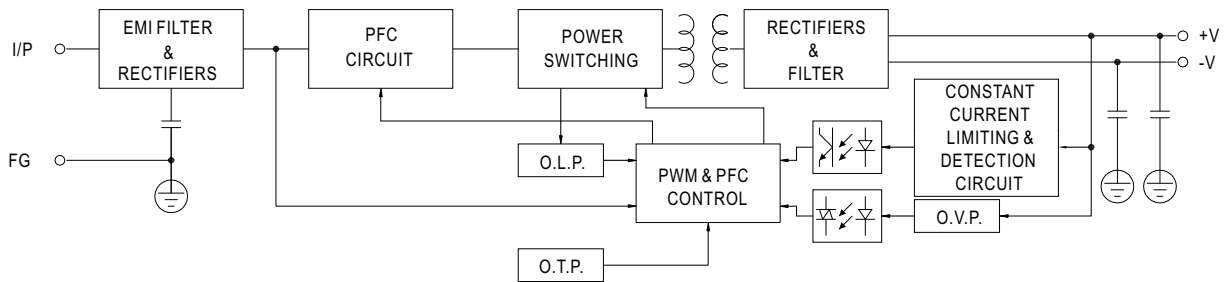 I/P
EMI FILTER
&
RECTIFIERS
PFC
CIRCUIT
POWER
SWITCHING
RECTIFIERS
&
FILTER
+V
-V
CONSTANT
CURRENT
LIMITING &
DETECTION
CIRCUIT
FG
O.L.P.
PWM & PFC
CONTROL
O.V.P.
O.T.P.